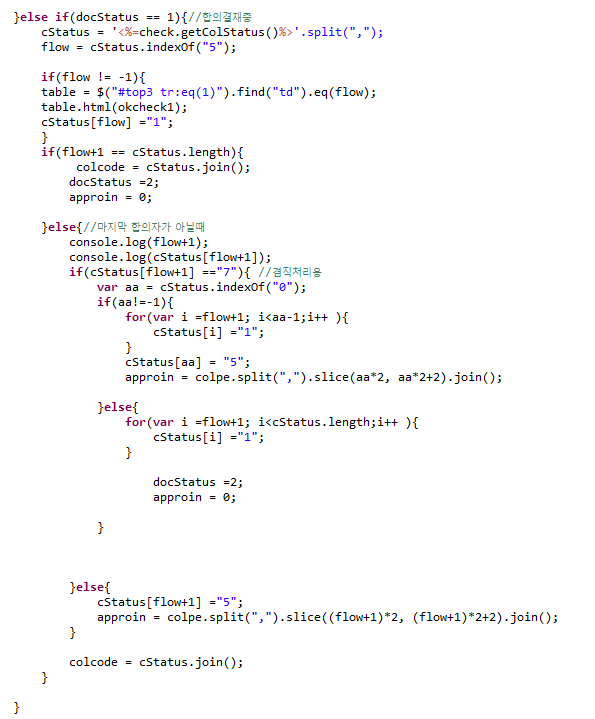 }else if(docStatus == 1){//합의결재중
cStatus = '<%=check.getColStatus()%>'.split(",");
flow = cStatus.indexOf("5");
if(flow != -1){
table = $("#top3 tr:eq(1)").find("td").eq(flow);
table.html(okcheck1);
cStatus[flow] ="1";
}
if(flow+1 == cStatus.length){
colcode = cStatus.join();
docStatus =2;
approin = 0;
}else{//마지막 합의자가 아닐때
console.log(flow+1);
console.log(cStatus[flow+1]);
if(cStatus[flow+1] =="7"){ //겸직처리용
var aa = cStatus.indexOf("0");
if(aa!=-1){
for(var i =flow+1; i<aa-1;i++ ){
cStatus[i] ="1";
}
cStatus[aa] = "5";
approin = colpe.split(",").slice(aa*2, aa*2+2).join();
}else{
for(var i =flow+1; i<cStatus.length;i++ ){
cStatus[i] ="1";
}
docStatus =2;
approin = 0;
}
}else{
cStatus[flow+1] ="5";
approin = colpe.split(",").slice((flow+1)*2, (flow+1)*2+2).join();
}
colcode = cStatus.join();
}
}